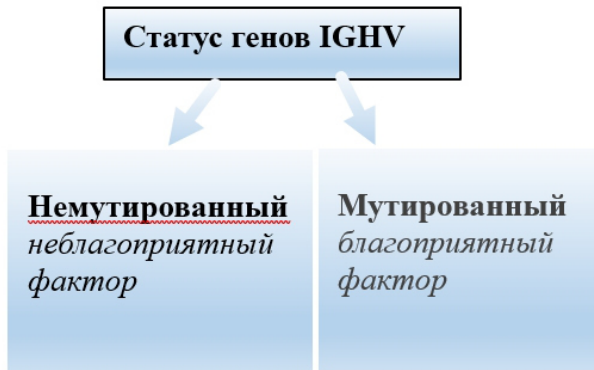 Статус генов IGHV
Немутированный
неблагоприятный
фактор
Мутированный
благоприятный
фактор